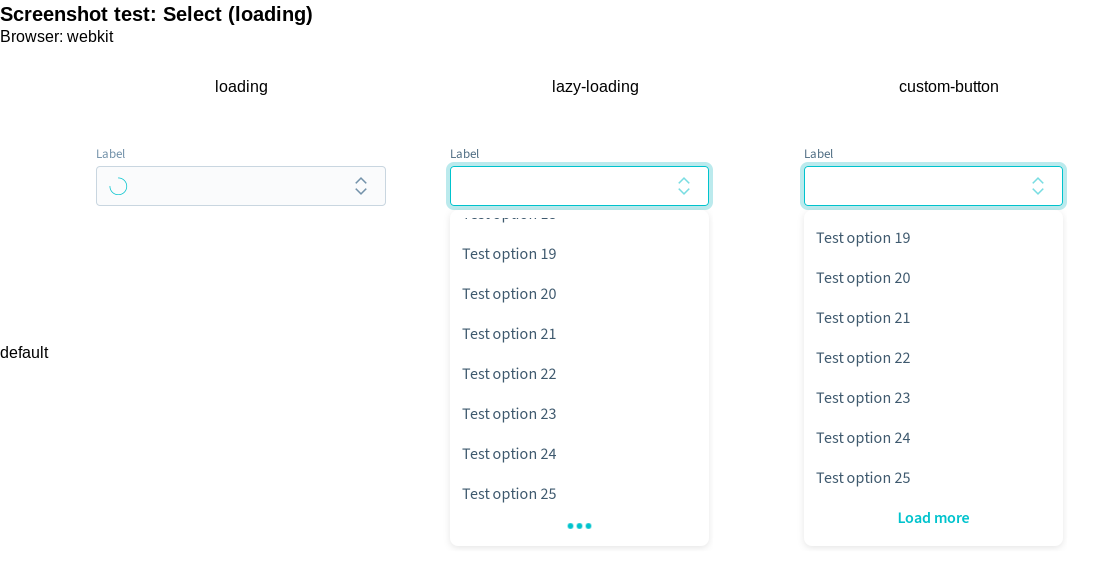 Screenshot test: Select (loading)
Browser: webkit
loading
lazy-loading
custom-button
default
Label
Label
Test option 19
Test option 20
Test option 21
Test option 22
Test option 23
Test option 24
Test option 25
Label
Test option 19
Test option 20
Test option 21
Test option 22
Test option 23
Test option 24
Test option 25
Load more